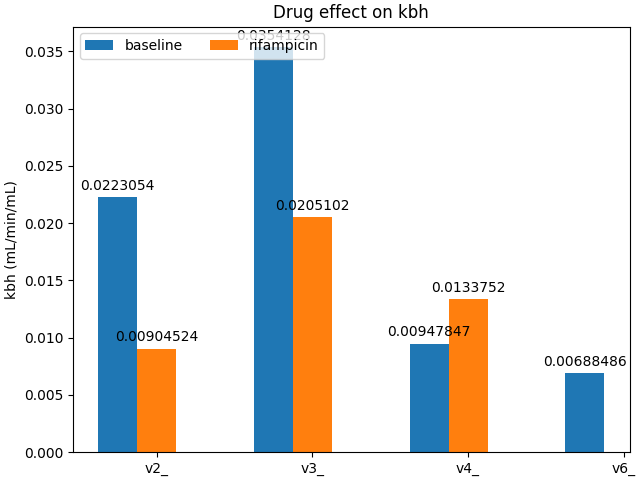 Drug effect on kbh
baseline
rifampicin
kbh (mL/min/mL)
0.035
0.030
0.025
0.020
0.015
0.010
0.005
0.000
0.0223054
0.00904524
0.0354128
0.0205102
0.00947847
0.0133752
0.00688486
v2_
v3_
v4_
v6_